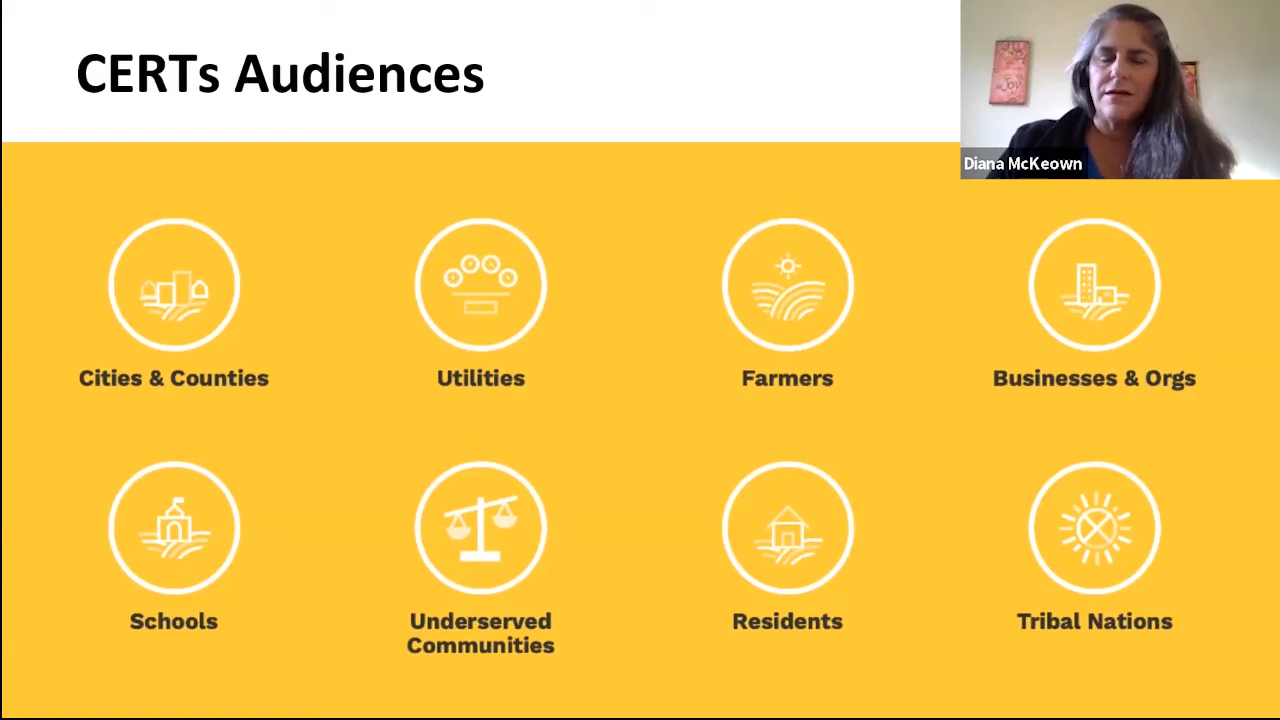 CERTs Audiences
Diana McKeown
Cities & Counties
Utilities
Farmers
Businesses & Orgs
Schools
Underserved
Communities
Residents
Tribal Nations